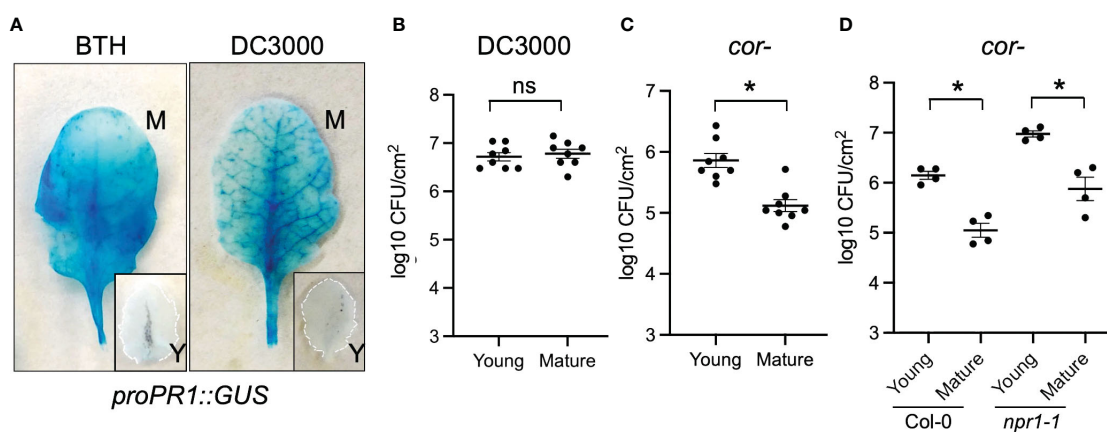 A
BTH
DC3000
M
Y
M
Y
proPR1::GUS
B
DC3000
ns
log10 CFU/cm2
8
7
6
5
4
3
Young
Mature
C
cor-
*
log10 CFU/cm2
7
6
5
4
3
Young
Mature
D
cor-
*
*
log10 CFU/cm2
8
7
6
5
4
3
Young
Mature
Young
Mature
Col-0
npr1-1